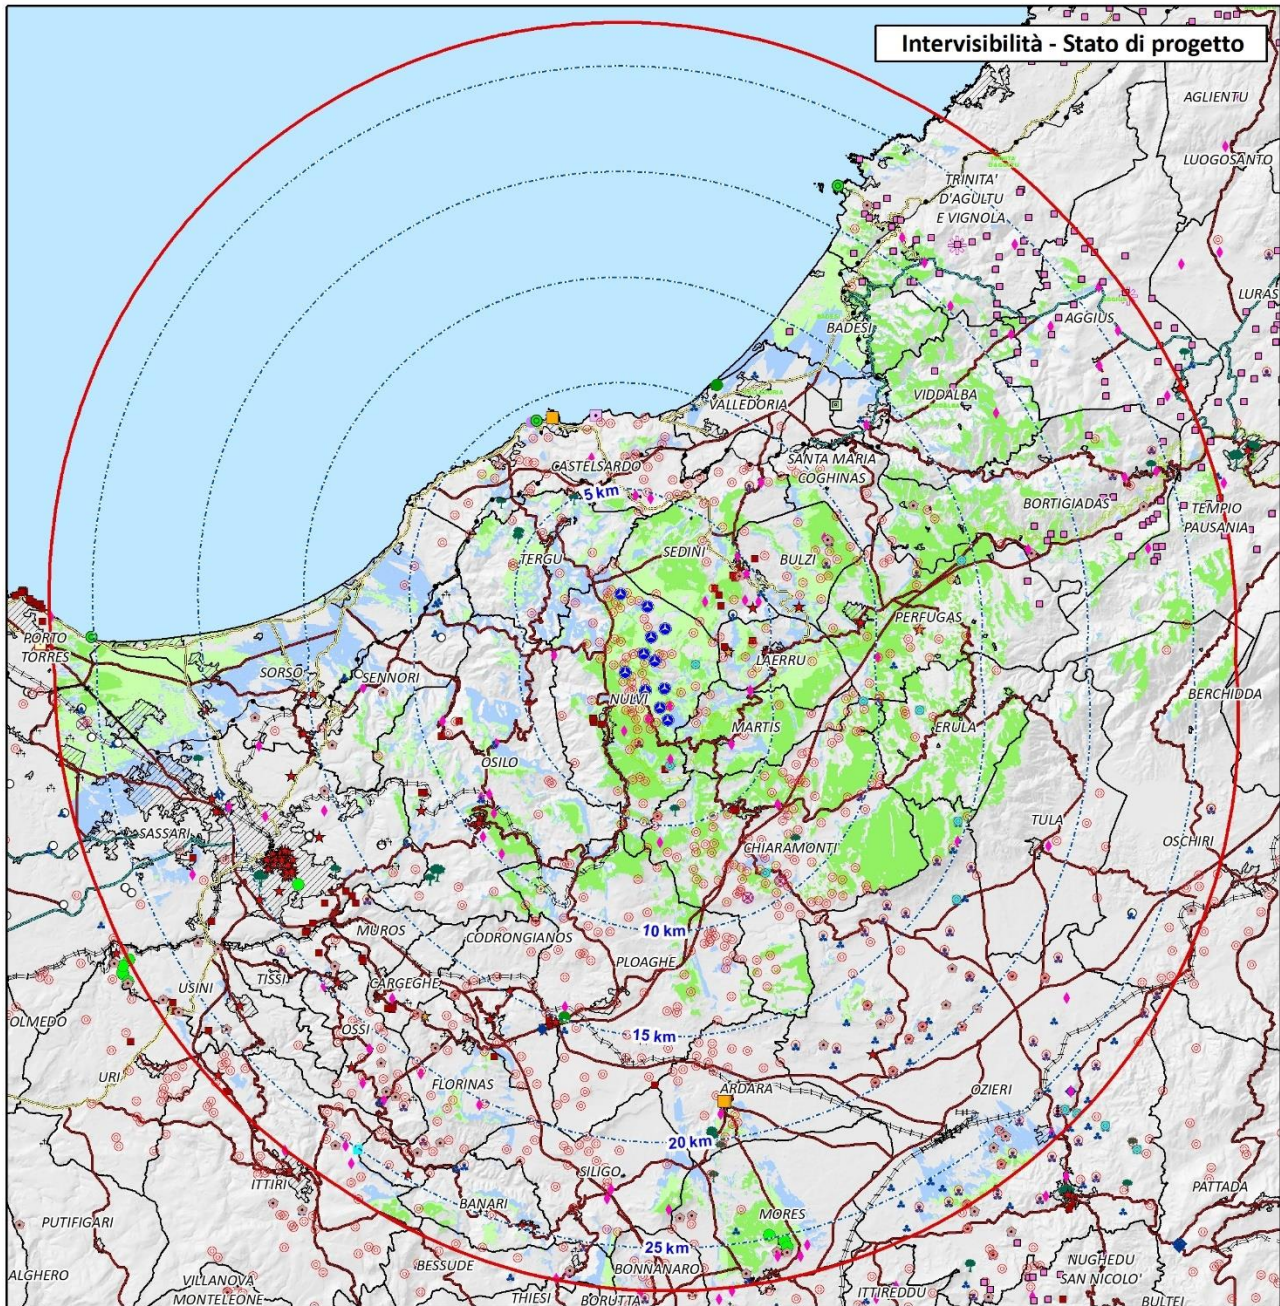 Intervisibilità - Stato di progetto
AGLIENTU
LUOGOSANTO
TRINITA'
D'AGULTU
E VIGNOLA
LURAS
AGGIUS
BADESI
VIDDALBA
VALLEDORIA
CASTELSARDO
SANTA MARIA
COGHINAS
5 km
BORTIGIADAS
TEMPIO
PAUSANIA
TERGU
SEDINI
BULZI
PERFUGAS
PORTO
TORRES
SORSO
SENNORI
LAERRU
NULVI
BERCHIDDA
MARTIS
ERULA
OSILO
SASSARI
TULA
OSCHIRI
CHIARAMONTI
10 km
MUROS
CODRONGIANOS
PLOAGHE
TISSI
CARGEGHE
USINI
OLMEDO
OSSI
15 km
URI
FLORINAS
ARDARA
OZIERI
20 km
ITTIRI
SILIGO
BANARI
PATTADA
PUTIFIGARI
MORES
25 km
ALGHERO
BESSUDE
BONNANARO
NUGHEDU
SAN NICOLO'
VILLANOVA
MONTELEONE
THIESI
BORUTTA
ITTIREDDU
BULTEI